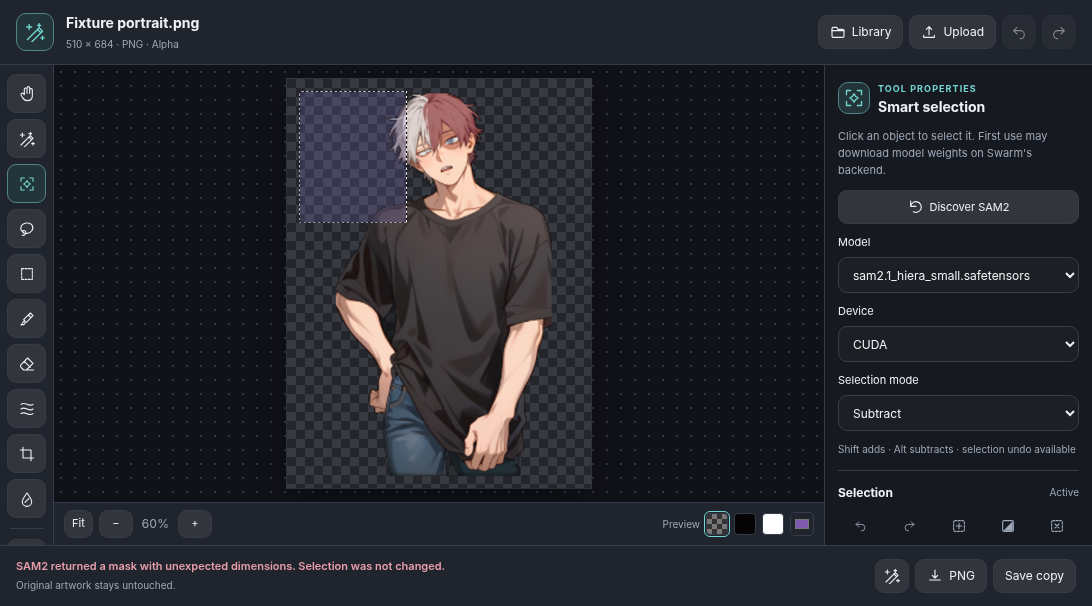 Fixture portrait.png
510 × 684 · PNG · Alpha
Library
Upload
TOOL PROPERTIES
Smart selection
Click an object to select it. First use may
download model weights on Swarm's
backend.
Discover SAM2
Model
sam2.1_hiera_small.safetensors
Device
CUDA
Selection mode
Subtract
Shift adds · Alt subtracts · selection undo available
Selection
Active
Fit
−
60%
+
Preview
SAM2 returned a mask with unexpected dimensions. Selection was not changed.
Original artwork stays untouched.
PNG
Save copy